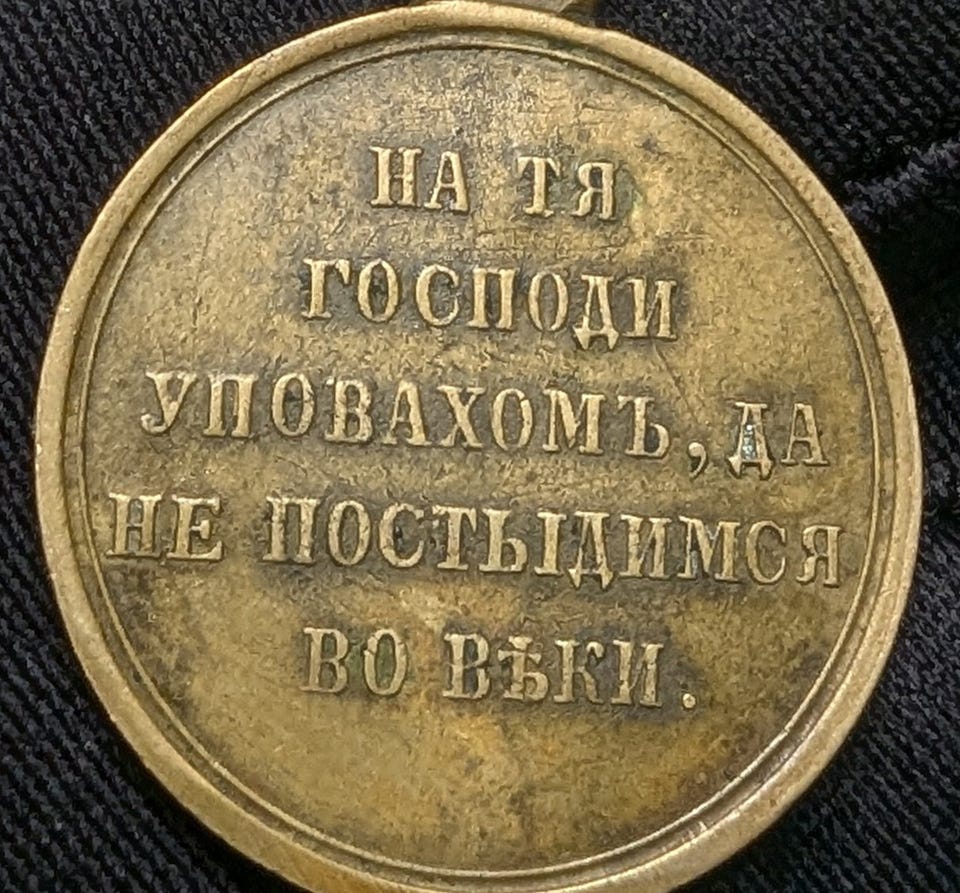 НА ТЯ
ГОСПОДИ
УПОВАХОМЪ, ДА
НЕ ПОСТЫДИМСЯ
ВО ВѢКИ.